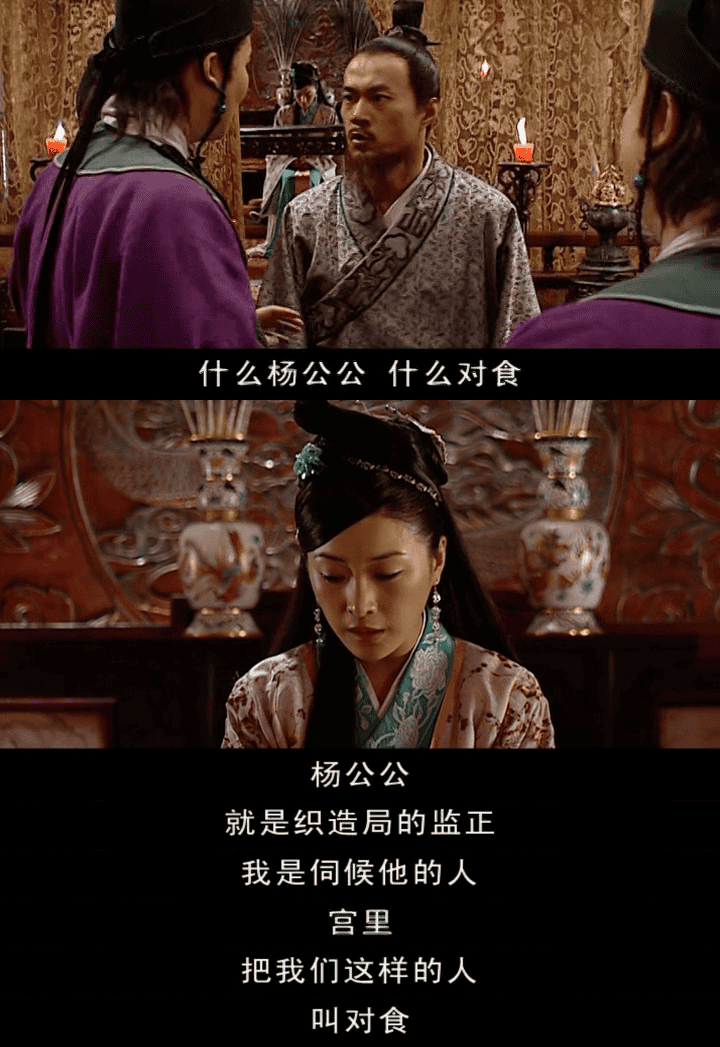 什么杨公公 什么对食
杨公公
就是织造局的监正
我是伺候他的人
宫里
把我们这样的人
叫对食